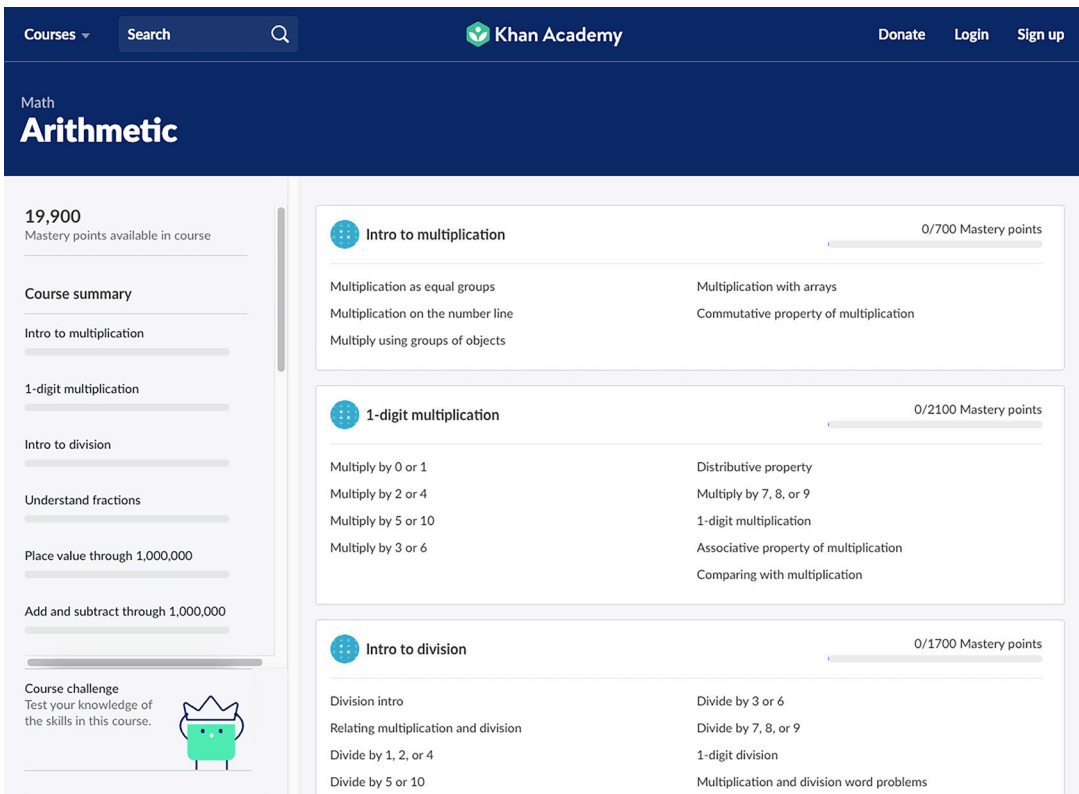 Courses
Search
Khan Academy
Donate
Login
Sign up
Math
Arithmetic
19,900
Mastery points available in course
Course summary
Intro to multiplication
1-digit multiplication
Intro to division
Understand fractions
Place value through 1,000,000
Add and subtract through 1,000,000
Course challenge
Test your knowledge of
the skills in this course.
Intro to multiplication
0/700 Mastery points
Multiplication as equal groups
Multiplication on the number line
Multiply using groups of objects
Multiplication with arrays
Commutative property of multiplication
1-digit multiplication
0/2100 Mastery points
Multiply by 0 or 1
Multiply by 2 or 4
Multiply by 5 or 10
Multiply by 3 or 6
Distributive property
Multiply by 7, 8, or 9
1-digit multiplication
Associative property of multiplication
Comparing with multiplication
Intro to division
0/1700 Mastery points
Division intro
Relating multiplication and division
Divide by 1, 2, or 4
Divide by 5 or 10
Divide by 3 or 6
Divide by 7, 8, or 9
1-digit division
Multiplication and division word problems